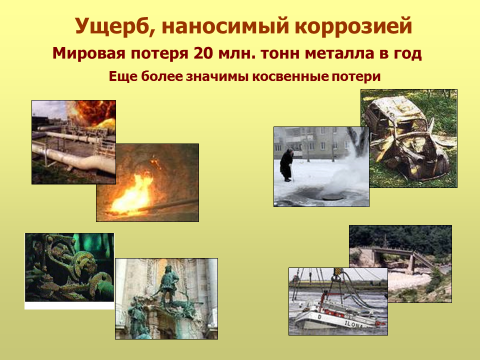 Ущерб, наносимый коррозией
Мировая потеря 20 млн. тонн металла в год
Еще более значимы косвенные потери